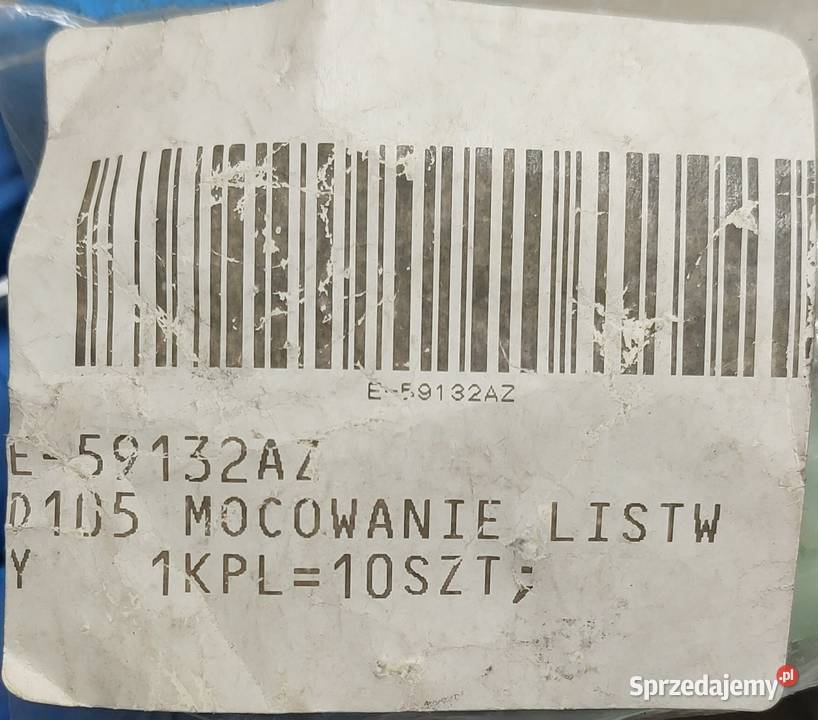 E-59132AZ
E-59132AZ
D105 MOCOWANIE LISTW
Y 1KPL=10SZT;
Sprzedajemy.pl